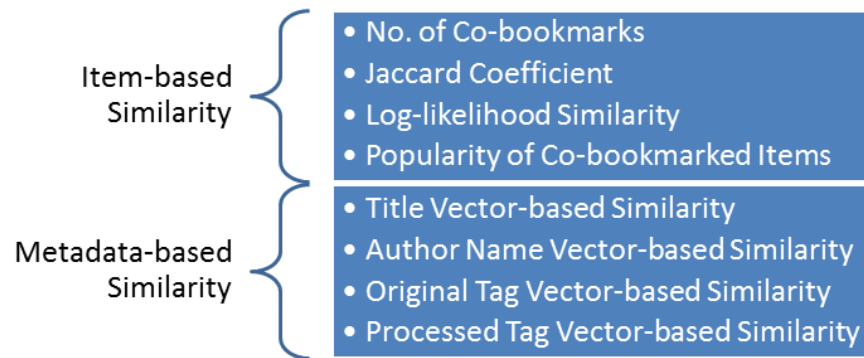 Item-based
Similarity
• No. of Co-bookmarks
• Jaccard Coefficient
• Log-likelihood Similarity
• Popularity of Co-bookmarked Items
Metadata-based
Similarity
• Title Vector-based Similarity
• Author Name Vector-based Similarity
• Original Tag Vector-based Similarity
• Processed Tag Vector-based Similarity